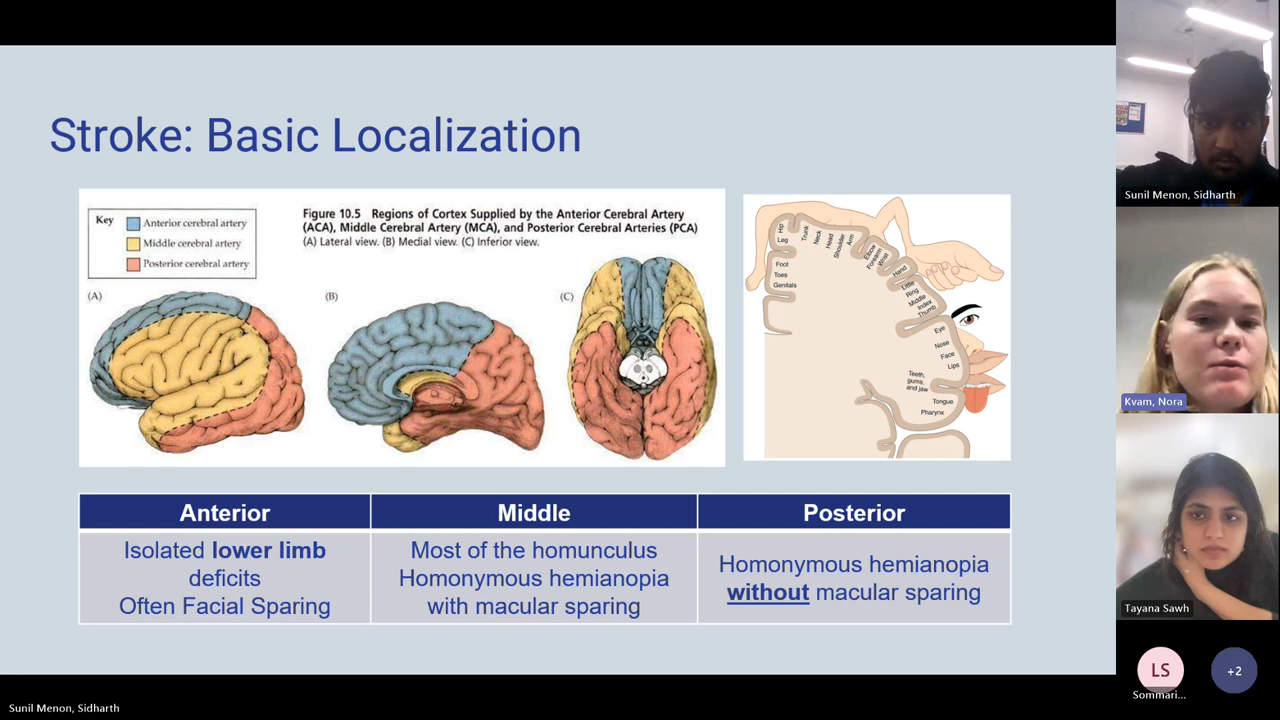 Stroke: Basic Localization
Key
Anterior cerebral artery
Middle cerebral artery
Posterior cerebral artery
Figure 10.5 Regions of Cortex Supplied by the Anterior Cerebral Artery
(ACA), Middle Cerebral Artery (MCA), and Posterior Cerebral Arteries (PCA)
(A) Lateral view. (B) Medial view. (C) Inferior view.
(A)
(B)
(C)
Hip
Leg
Foot
Toes
Genitals
Trunk
Neck
Head
Shoulder
Arm
Elbow
Forearm
Wrist
Hand
Little
Ring
Middle
Index
Thumb
Eye
Nose
Face
Lips
Teeth,
gums,
and jaw
Tongue
Pharynx
Anterior
Middle
Posterior
Isolated lower limb
deficits
Often Facial Sparing
Most of the homunculus
Homonymous hemianopia
with macular sparing
Homonymous hemianopia
without macular sparing
Sunil Menon, Sidharth
Kvam, Nora
Tayana Sawh
LS
Sommari...
+2
Sunil Menon, Sidharth